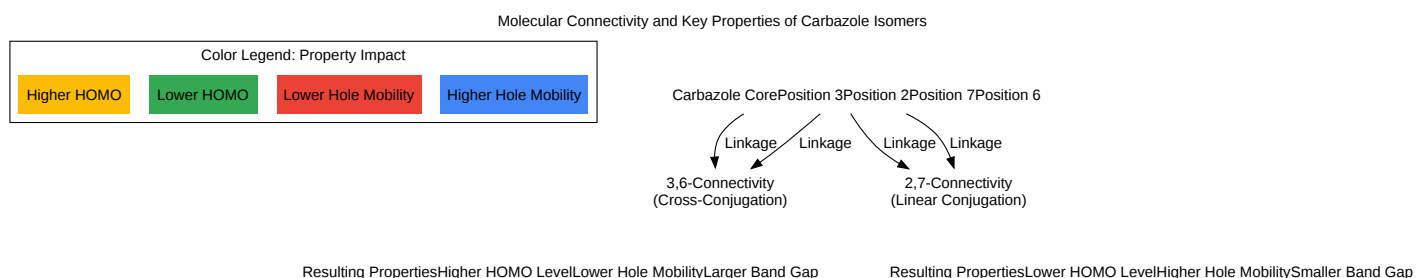 Molecular Connectivity and Key Properties of Carbazole Isomers
Color Legend: Property Impact
Higher HOMO
Lower HOMO
Lower Hole Mobility
Higher Hole Mobility
Carbazole CorePosition 3Position 2Position 7Position 6
Linkage
Linkage
Linkage
Linkage
3,6-Connectivity
(Cross-Conjugation)
2,7-Connectivity
(Linear Conjugation)
Resulting PropertiesHigher HOMO LevelLower Hole MobilityLarger Band Gap
Resulting PropertiesLower HOMO LevelHigher Hole MobilitySmaller Band Gap